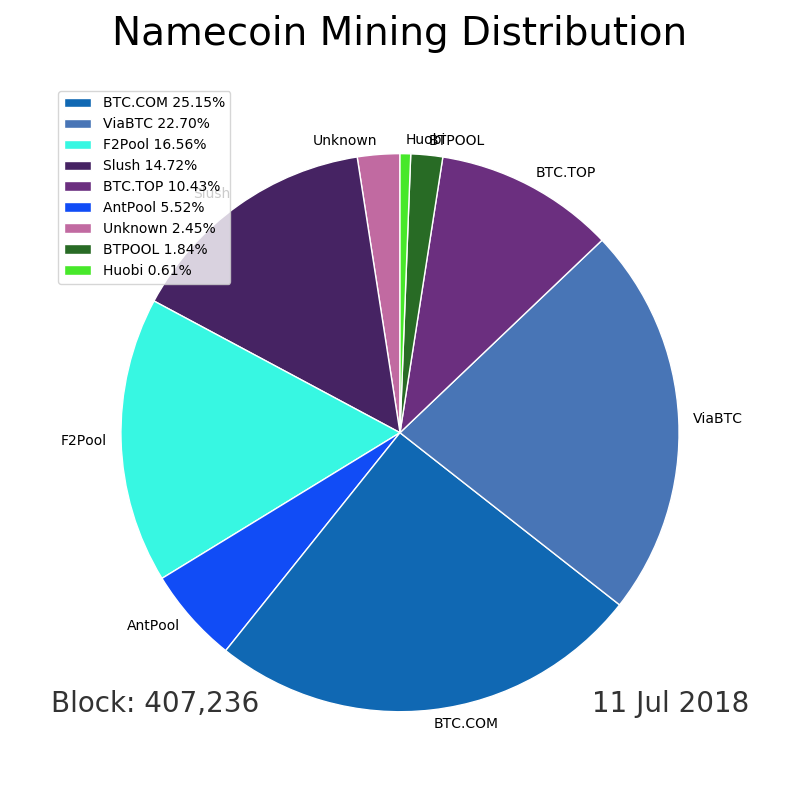 Namecoin Mining Distribution
BTC.COM 25.15%
ViaBTC 22.70%
F2Pool 16.56%
Slush 14.72%
BTC.TOP 10.43%
AntPool 5.52%
Unknown 2.45%
BTPOOL 1.84%
Huobi 0.61%
Unknown
Huobi
BTPOOL
BTC.TOP
Slush
ViaBTC
F2Pool
AntPool
BTC.COM
Block: 407,236
11 Jul 2018